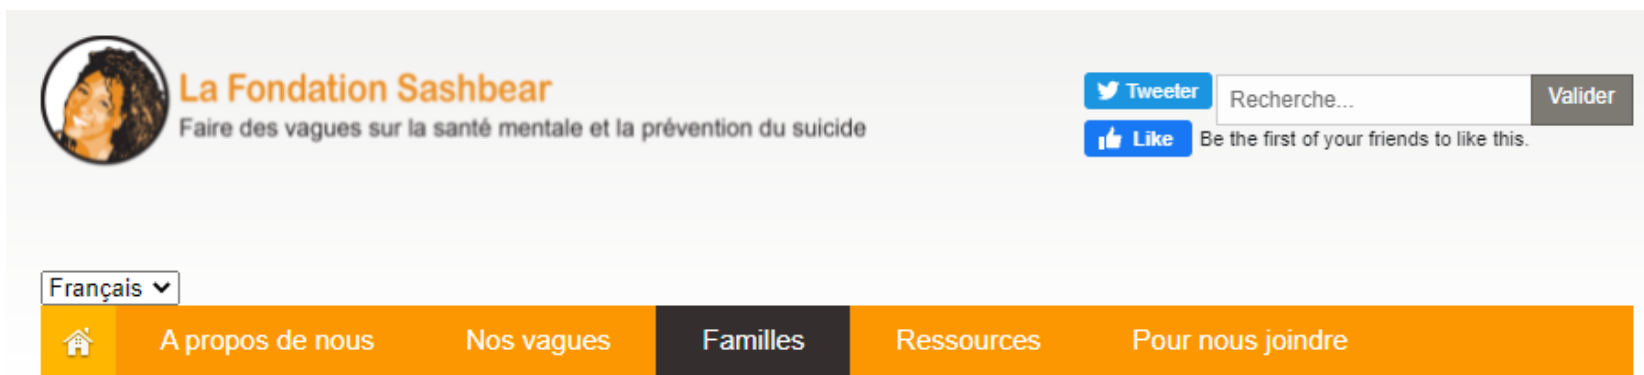 La Fondation Sashbear
Faire des vagues sur la santé mentale et la prévention du suicide
Tweeter
Recherche...
Valider
Like
Be the first of your friends to like this.
Français
A propos de nous
Nos vagues
Familles
Ressources
Pour nous joindre